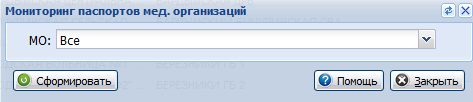 Мониторинг паспортов мед. организаций
МО: Все
Сформировать Помощь Закрыть